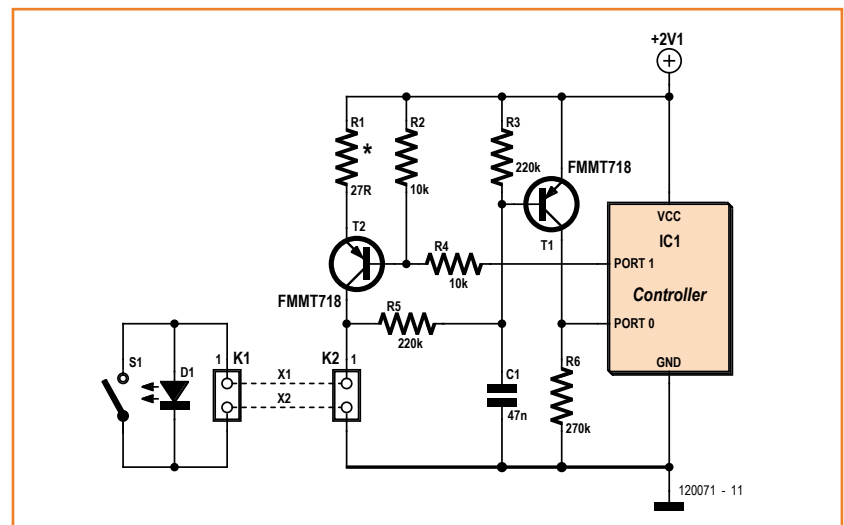 +2V1
R1
*
27R
R2
10k
R3
220k
FMMT718
T1
T2
FMMT718
R4
10k
R5
220k
VCC
IC1
PORT 1
Controller
PORT 0
GND
S1
D1
1 K1
X1
X2
K2 1
C1
47n
R6
270k
120071 - 11